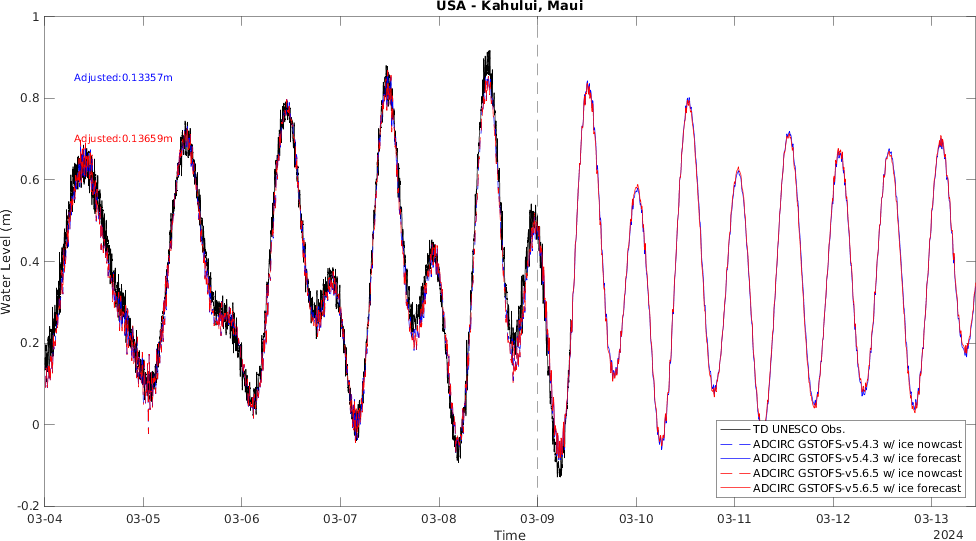 USA - Kahului, Maui
1
0.8
0.6
0.4
0.2
0
-0.2
Water Level (m)
Adjusted:0.13357m
Adjusted:0.13659m
TD UNESCO Obs.
ADCIRC GSTOFS-v5.4.3 w/ ice nowcast
ADCIRC GSTOFS-v5.4.3 w/ ice forecast
ADCIRC GSTOFS-v5.6.5 w/ ice nowcast
ADCIRC GSTOFS-v5.6.5 w/ ice forecast
03-04 03-05 03-06 03-07 03-08 03-09 03-10 03-11 03-12 03-13
Time
2024